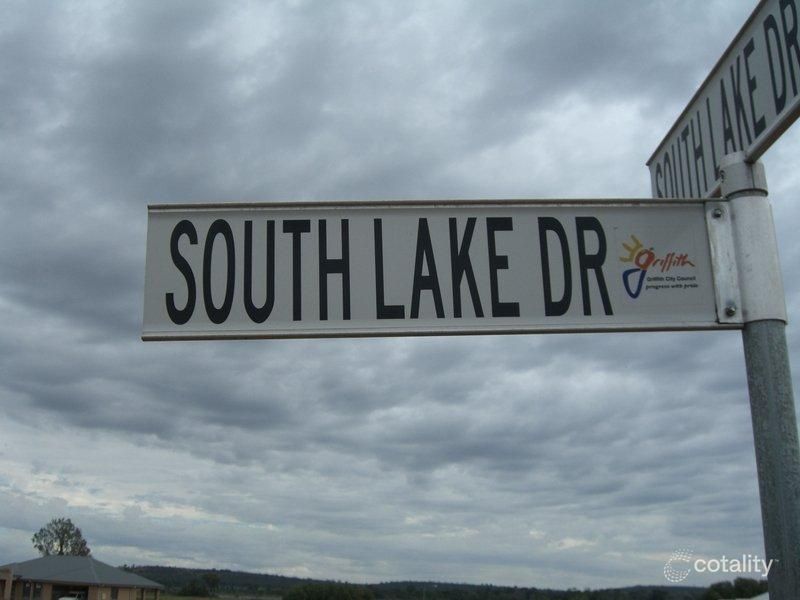 SOUTH LAKE DR
SOUTH LAKE DR
griffith
Griffith City Council
progress with pride
cotality